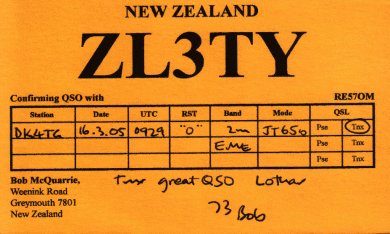 NEW ZEALAND
ZL3TY
Confirming QSO with RE57OM
Station Date UTC RST Band Mode QSL
DK4TG 16.3.05 0929 "O" 2m JT65b Pse Tnx
EME Pse Tnx
Pse Tnx
Bob McQuarrie, Tnx great QSO Lothar
Weenink Road
Greymouth 7801 73 Bob
New Zealand